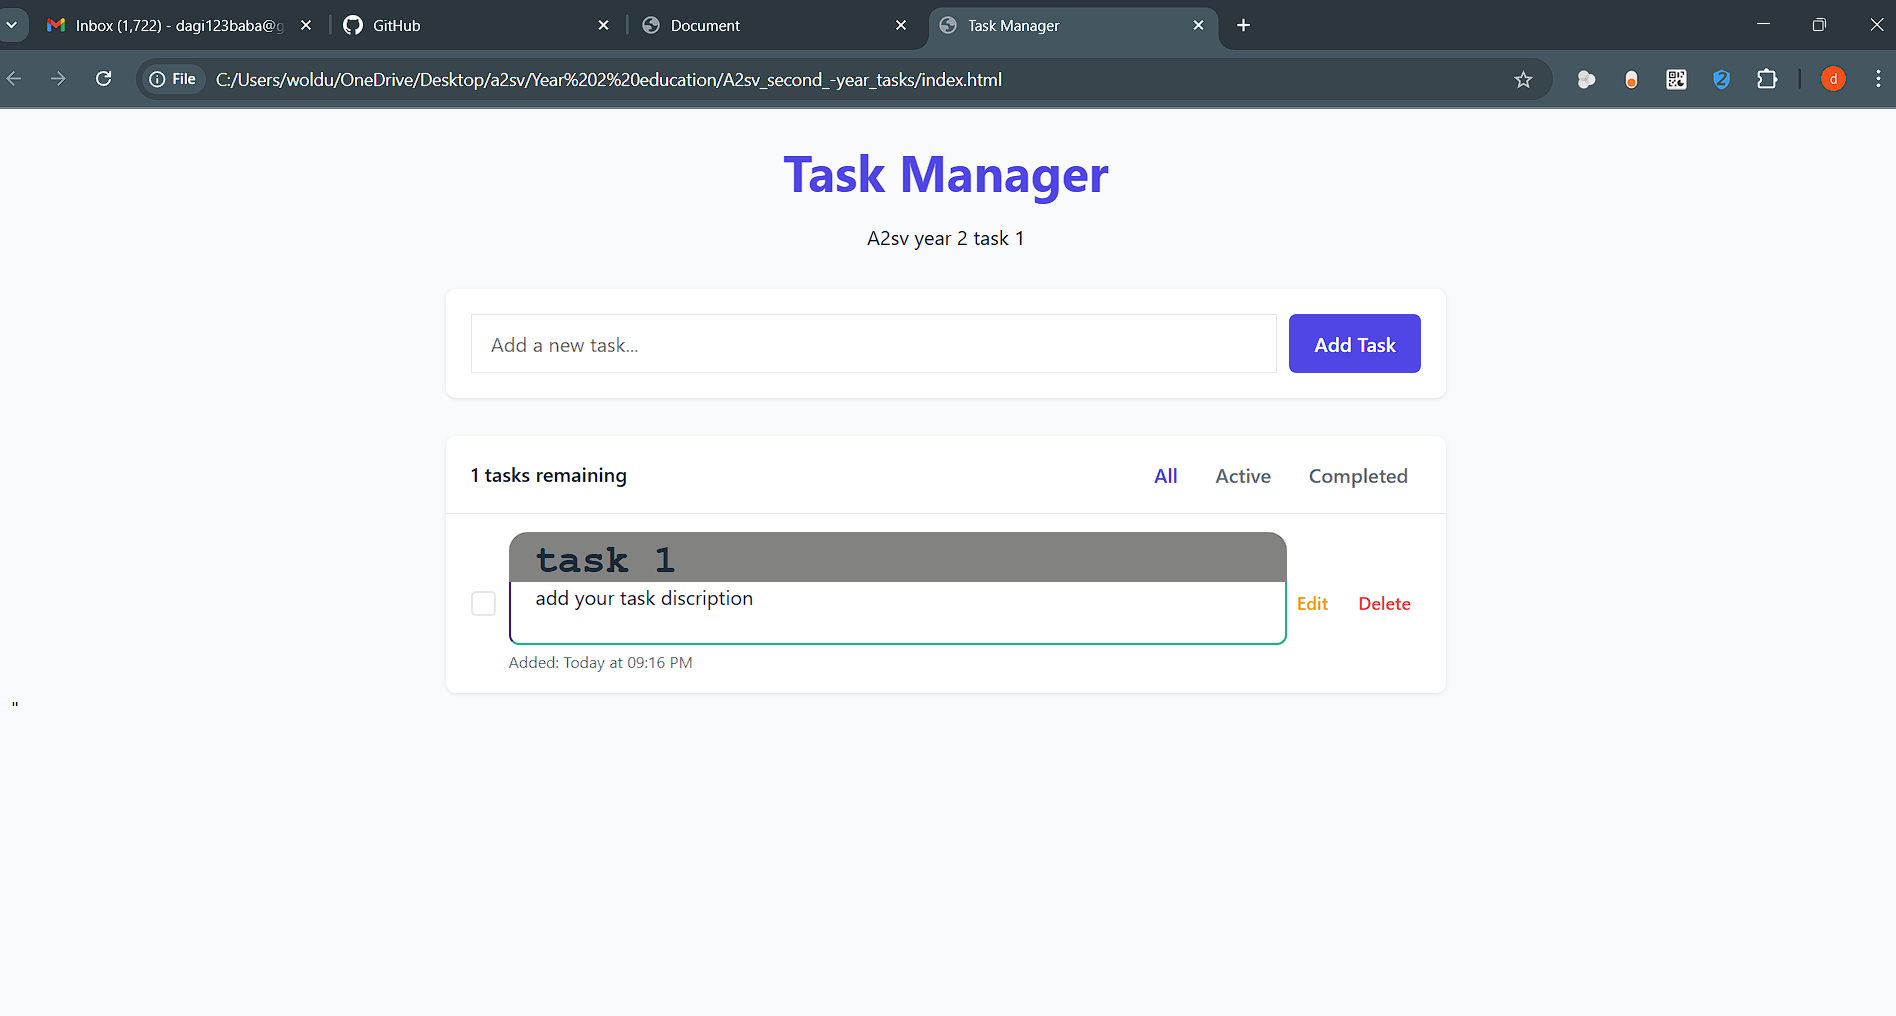 Inbox (1,722) - dagi123baba@g
GitHub
Document
Task Manager
File
C:/Users/woldu/OneDrive/Desktop/a2sv/Year%202%20education/A2sv_second_-year_tasks/index.html
d
Task Manager
A2sv year 2 task 1
Add a new task...
Add Task
1 tasks remaining
All
Active
Completed
task 1
add your task discription
Edit
Delete
Added: Today at 09:16 PM
"